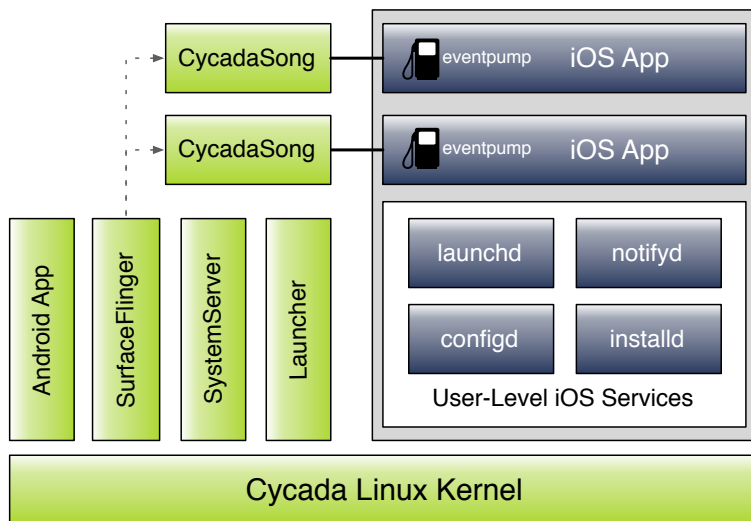 CycadaSong
eventpump
iOS App
CycadaSong
eventpump
iOS App
Android App
SurfaceFlinger
SystemServer
Launcher
launchd
notifyd
configd
installd
User-Level iOS Services
Cycada Linux Kernel